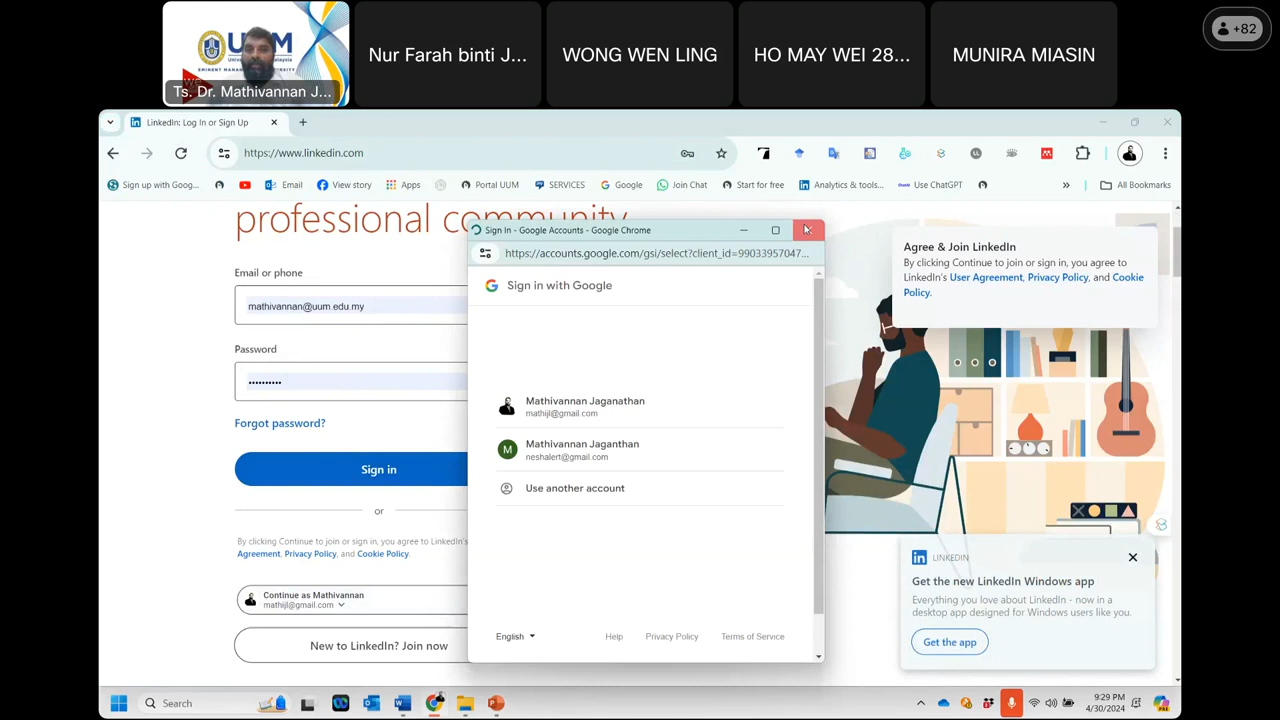 Ts. Dr. Mathivannan J...
Nur Farah binti J...
WONG WEN LING
HO MAY WEI 28...
MUNIRA MIASIN
+82
LinkedIn: Log In or Sign Up
https://www.linkedin.com
Sign up with Goog...
Email
View story
Apps
Portal UUM
SERVICES
Google
Join Chat
Start for free
Analytics & tools...
Use ChatGPT
All Bookmarks
professional community
Email or phone
mathivannan@uum.edu.my
Password
••••••••••
Forgot password?
Sign in
or
By clicking Continue to join or sign in, you agree to LinkedIn's
Agreement, Privacy Policy, and Cookie Policy.
Continue as Mathivannan
mathijl@gmail.com
New to LinkedIn? Join now
Sign In - Google Accounts - Google Chrome
https://accounts.google.com/gsi/select?client_id=99033957047...
Sign in with Google
Mathivannan Jaganathan
mathijl@gmail.com
M
Mathivannan Jaganthan
neshalert@gmail.com
Use another account
English
Help
Privacy Policy
Terms of Service
Agree & Join LinkedIn
By clicking Continue to join or sign in, you agree to
LinkedIn's User Agreement, Privacy Policy, and Cookie
Policy.
LINKEDIN
Get the new LinkedIn Windows app
Everything you love about LinkedIn - now in a
desktop app designed for Windows users like you.
Get the app
Search
9:29 PM
4/30/2024